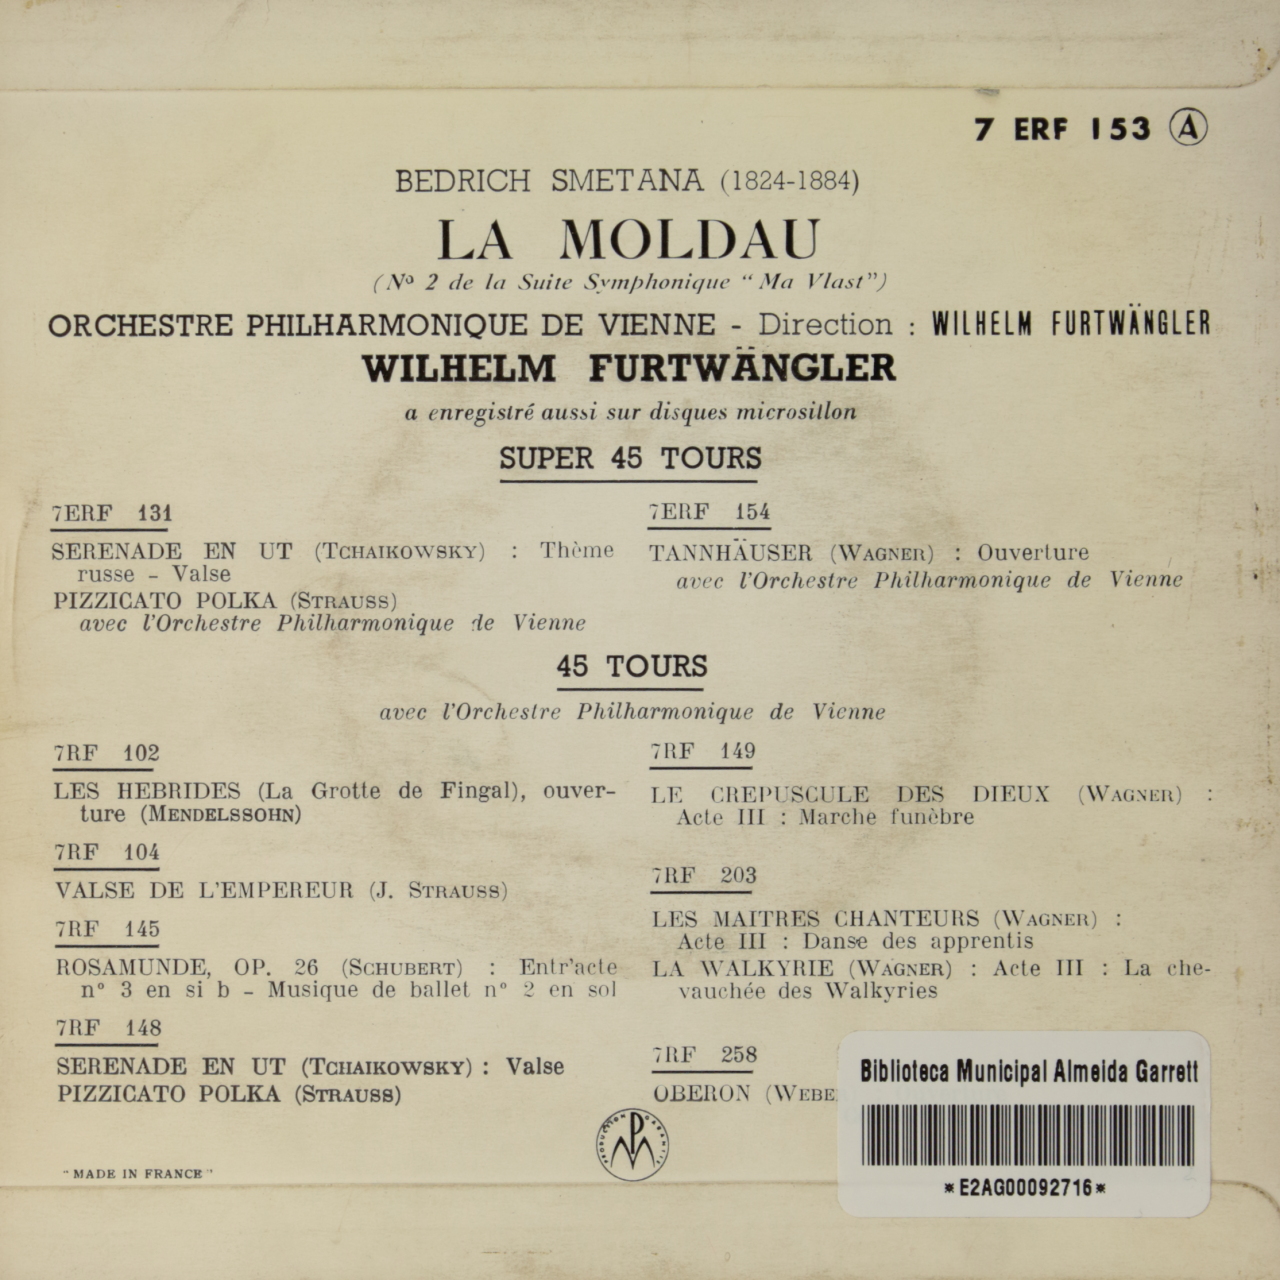 7 ERF 153 A
BEDRICH SMETANA (1824-1884)
LA MOLDAU
(Nº 2 de la Suite Symphonique "Ma Vlast")
ORCHESTRE PHILHARMONIQUE DE VIENNE - Direction : WILHELM FURTWÄNGLER
WILHELM FURTWÄNGLER
a enregistré aussi sur disques microsillon
SUPER 45 TOURS
7ERF 131
SERENADE EN UT (TCHAIKOWSKY) : Thème
russe - Valse
PIZZICATO POLKA (STRAUSS)
avec l'Orchestre Philharmonique de Vienne
7ERF 154
TANNHÄUSER (WAGNER) : Ouverture
avec l'Orchestre Philharmonique de Vienne
45 TOURS
avec l'Orchestre Philharmonique de Vienne
7RF 102
LES HEBRIDES (La Grotte de Fingal), ouver-
ture (MENDELSSOHN)
7RF 104
VALSE DE L'EMPEREUR (J. STRAUSS)
7RF 145
ROSAMUNDE, OP. 26 (SCHUBERT) : Entr'acte
n° 3 en si b - Musique de ballet n° 2 en sol
7RF 148
SERENADE EN UT (TCHAIKOWSKY) : Valse
PIZZICATO POLKA (STRAUSS)
7RF 149
LE CREPUSCULE DES DIEUX (WAGNER) :
Acte III : Marche funèbre
7RF 203
LES MAITRES CHANTEURS (WAGNER) :
Acte III : Danse des apprentis
LA WALKYRIE (WAGNER) : Acte III : La che-
vauchée des Walkyries
7RF 258
OBERON (WEBE
Biblioteca Municipal Almeida Garrett
*E2AG00092716*
"MADE IN FRANCE"